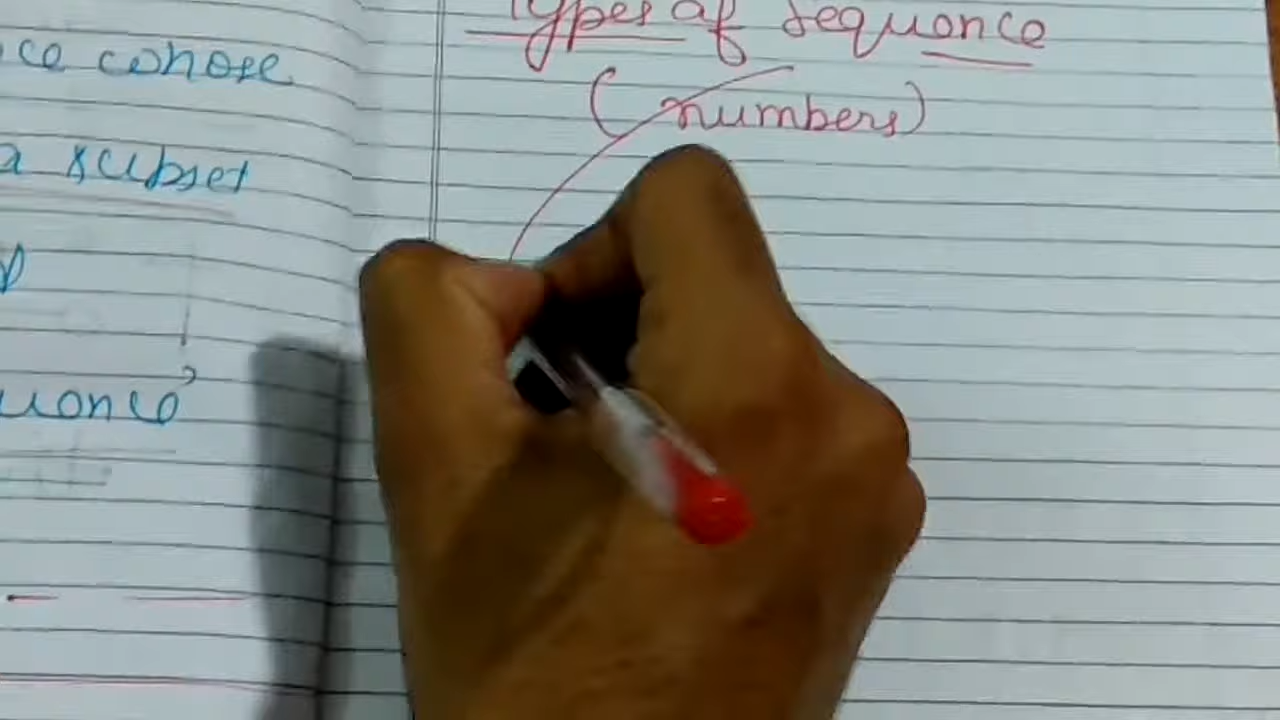 ce whose
a subset
uence
Types of sequence
(numbers)